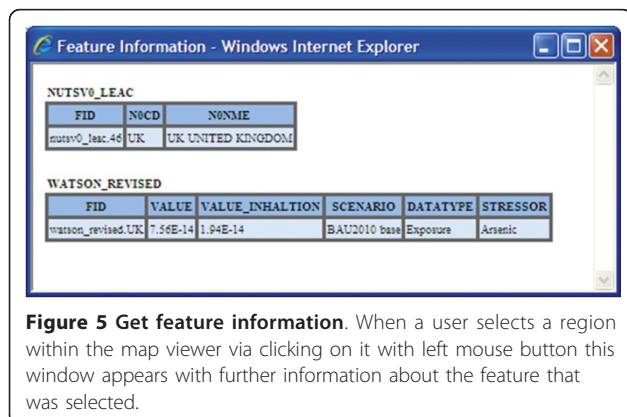 Feature Information - Windows Internet Explorer
NUTSV0_LEAC
FID N0CD N0NME
nutsv0_leac.46 UK UK UNITED KINGDOM
WATSON_REVISED
FID VALUE VALUE_INHALTION SCENARIO DATATYPE STRESSOR
watson_revised.UK 7.56E-14 1.94E-14 BAU2010 base Exposure Arsenic
Figure 5 Get feature information. When a user selects a region
within the map viewer via clicking on it with left mouse button this
window appears with further information about the feature that
was selected.